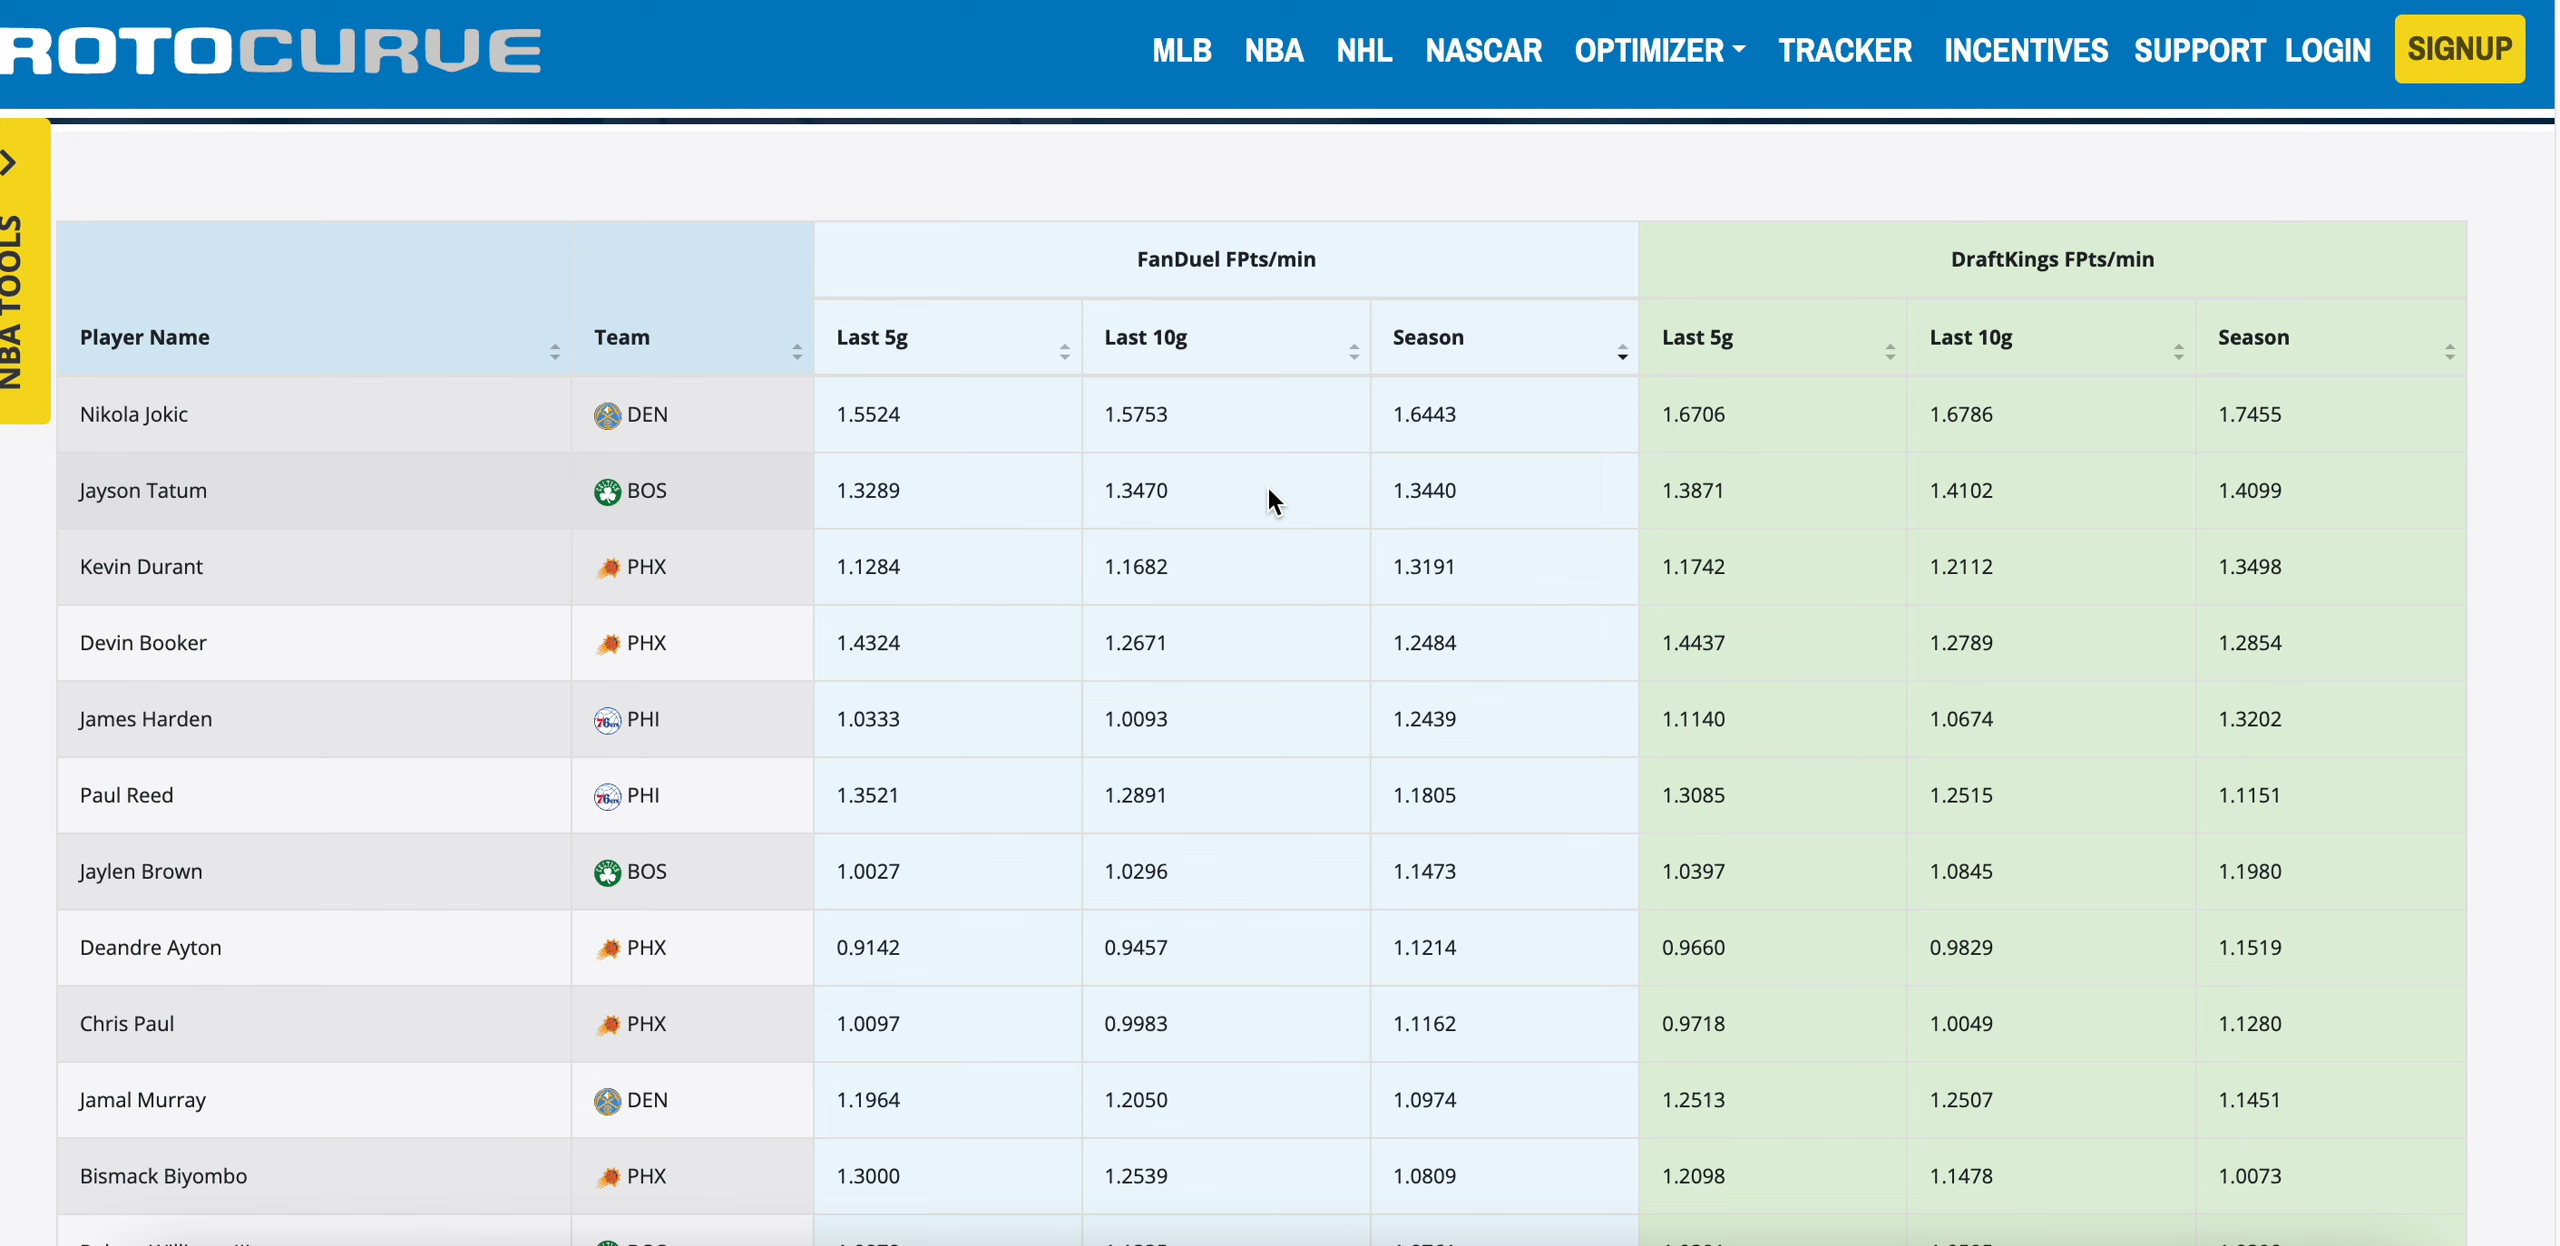 ROTOCURVE
MLB NBA NHL NASCAR OPTIMIZER TRACKER INCENTIVES SUPPORT LOGIN SIGNUP
NBA TOOLS
FanDuel FPts/min DraftKings FPts/min
Player Name Team Last 5g Last 10g Season Last 5g Last 10g Season
Nikola Jokic DEN 1.5524 1.5753 1.6443 1.6706 1.6786 1.7455
Jayson Tatum BOS 1.3289 1.3470 1.3440 1.3871 1.4102 1.4099
Kevin Durant PHX 1.1284 1.1682 1.3191 1.1742 1.2112 1.3498
Devin Booker PHX 1.4324 1.2671 1.2484 1.4437 1.2789 1.2854
James Harden PHI 1.0333 1.0093 1.2439 1.1140 1.0674 1.3202
Paul Reed PHI 1.3521 1.2891 1.1805 1.3085 1.2515 1.1151
Jaylen Brown BOS 1.0027 1.0296 1.1473 1.0397 1.0845 1.1980
Deandre Ayton PHX 0.9142 0.9457 1.1214 0.9660 0.9829 1.1519
Chris Paul PHX 1.0097 0.9983 1.1162 0.9718 1.0049 1.1280
Jamal Murray DEN 1.1964 1.2050 1.0974 1.2513 1.2507 1.1451
Bismack Biyombo PHX 1.3000 1.2539 1.0809 1.2098 1.1478 1.0073